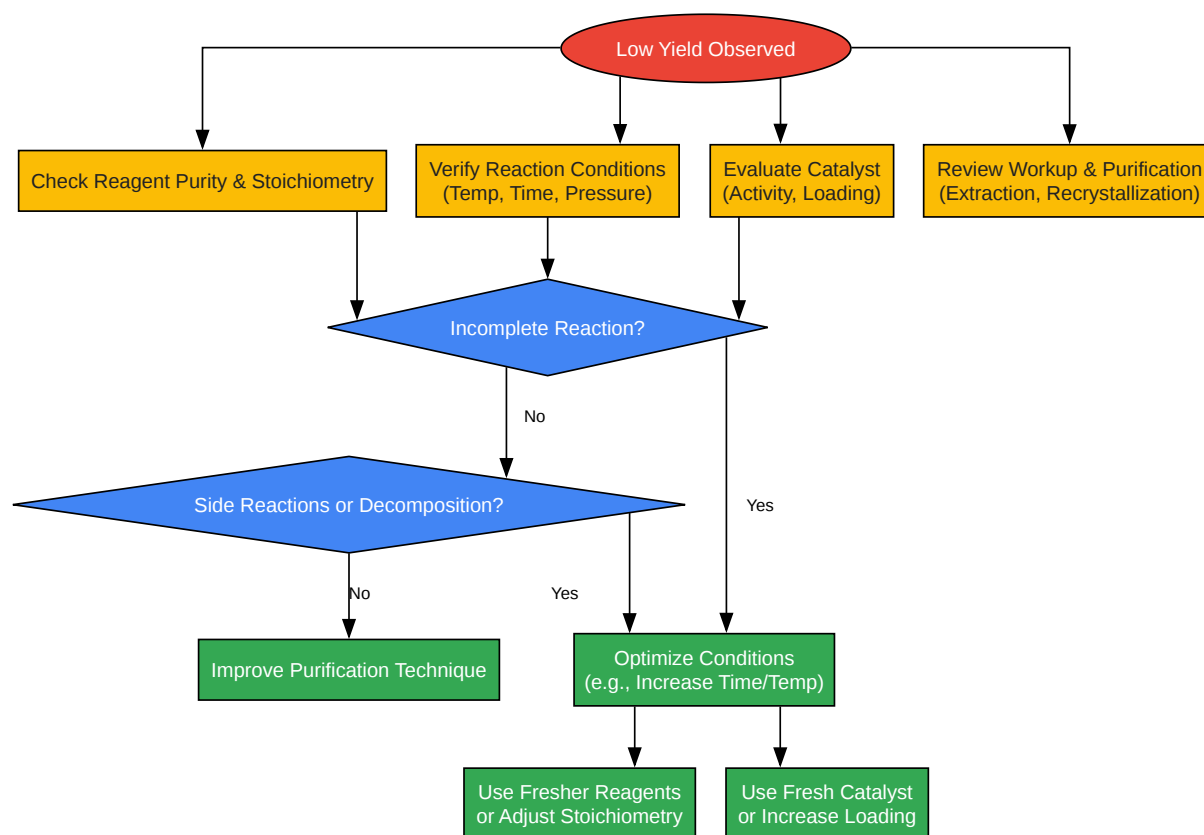 Low Yield Observed
Check Reagent Purity & Stoichiometry
Verify Reaction Conditions
(Temp, Time, Pressure)
Evaluate Catalyst
(Activity, Loading)
Review Workup & Purification
(Extraction, Recrystallization)
Incomplete Reaction?
No
Yes
Side Reactions or Decomposition?
No
Yes
Improve Purification Technique
Optimize Conditions
(e.g., Increase Time/Temp)
Use Fresher Reagents
or Adjust Stoichiometry
Use Fresh Catalyst
or Increase Loading